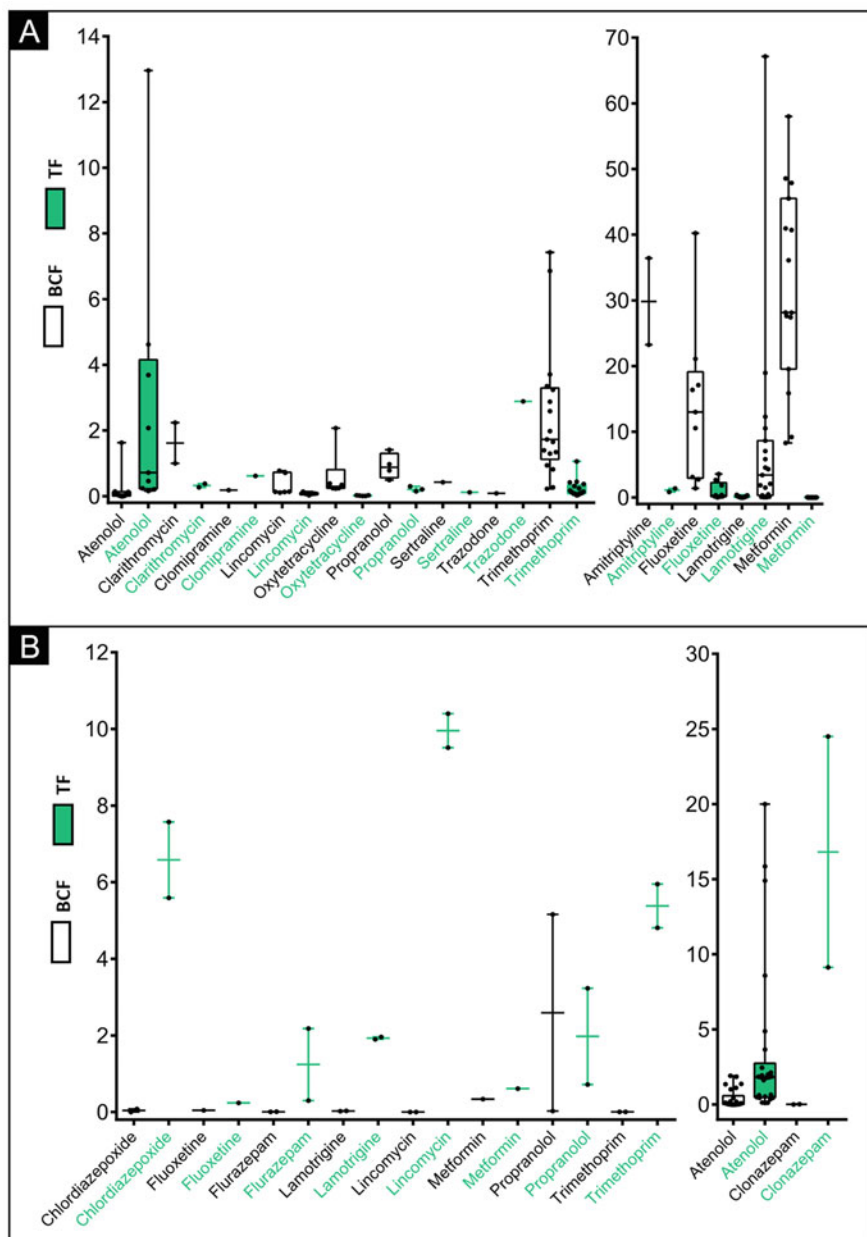 A
14
12
10
8
6
4
2
0
TF
BCF
Atenolol
Atenolol
Clarithromycin
Clarithromycin
Clomipramine
Clomipramine
Lincomycin
Lincomycin
Oxytetracycline
Oxytetracycline
Propranolol
Propranolol
Sertraline
Sertraline
Trazodone
Trazodone
Trimethoprim
Trimethoprim
70
60
50
40
30
20
10
0
Amitriptyline
Amitriptyline
Fluoxetine
Fluoxetine
Lamotrigine
Lamotrigine
Metformin
Metformin
B
12
10
8
6
4
2
0
TF
BCF
Chlordiazepoxide
Chlordiazepoxide
Fluoxetine
Fluoxetine
Flurazepam
Flurazepam
Lamotrigine
Lamotrigine
Lincomycin
Lincomycin
Metformin
Metformin
Propranolol
Propranolol
Trimethoprim
Trimethoprim
30
25
20
15
10
5
0
Atenolol
Atenolol
Clonazepam
Clonazepam